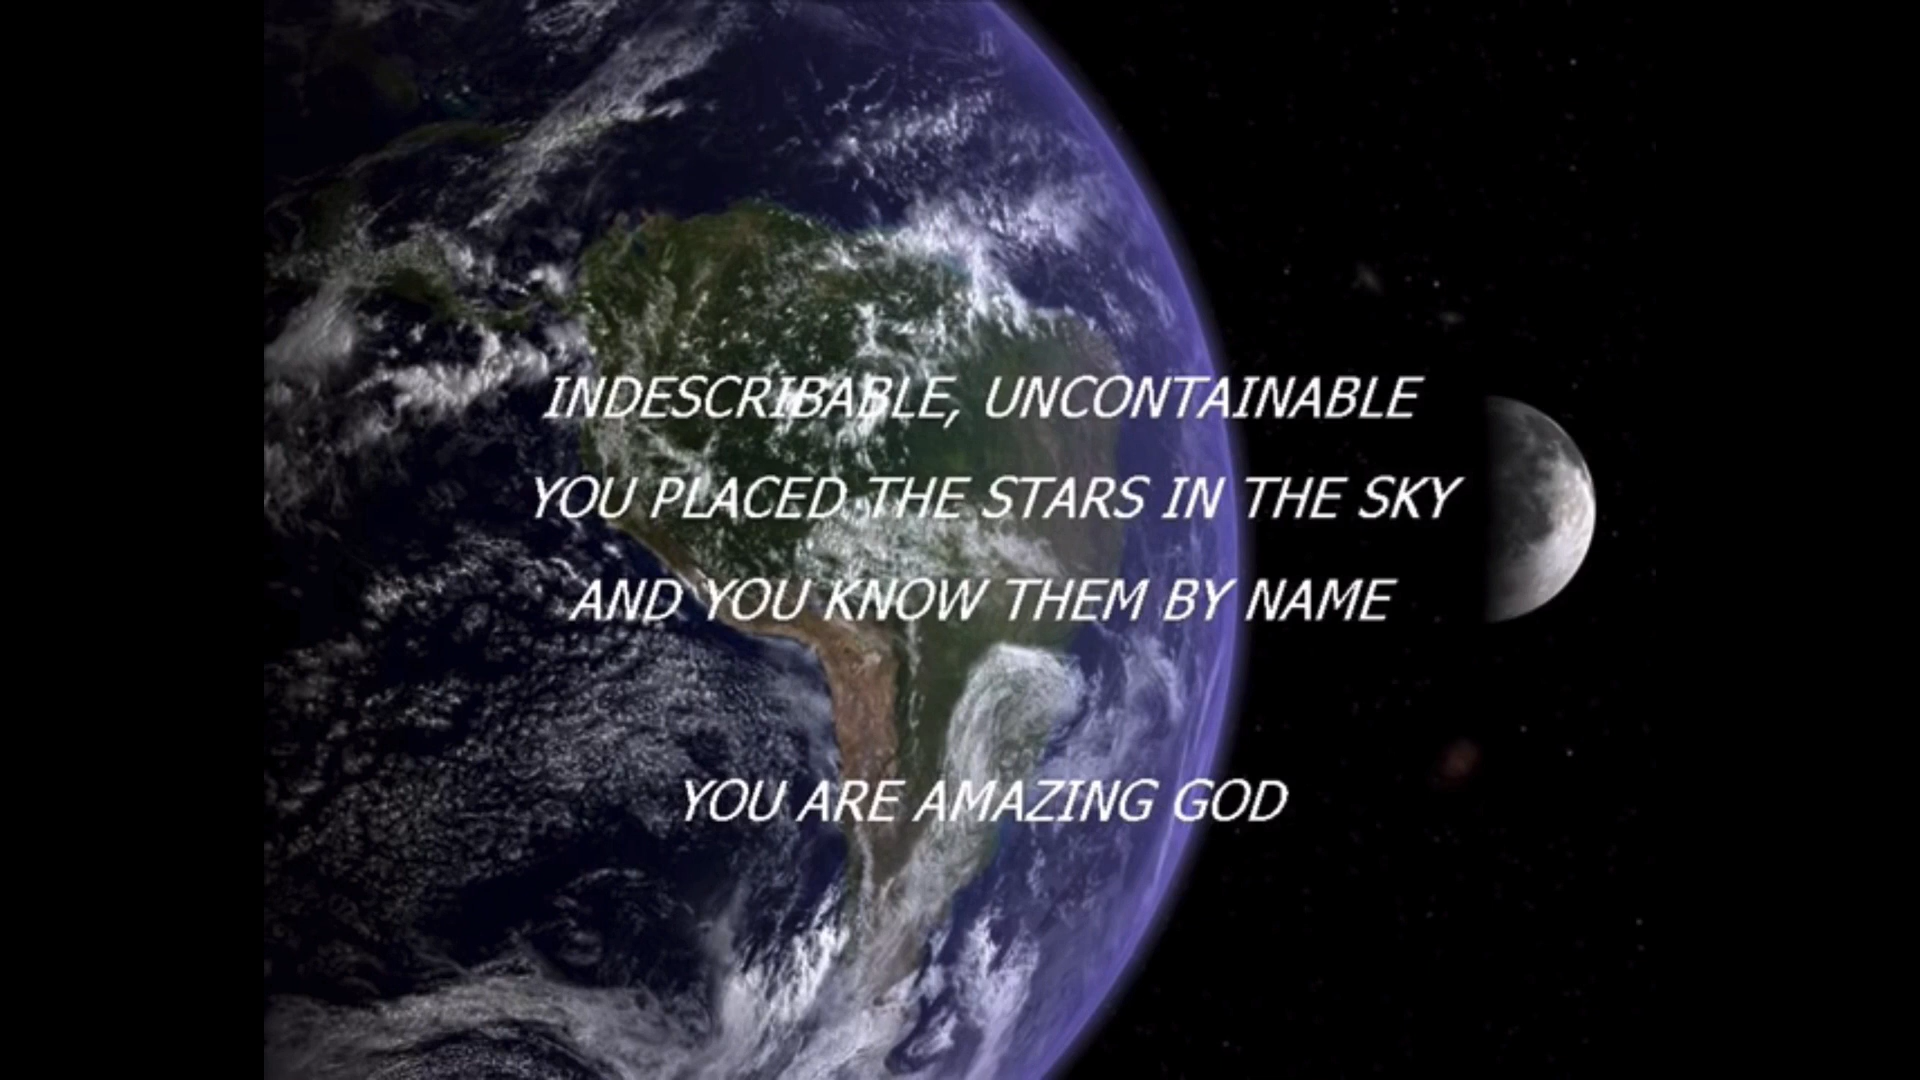 INDESCRIBABLE, UNCONTAINABLE
YOU PLACED THE STARS IN THE SKY
AND YOU KNOW THEM BY NAME
YOU ARE AMAZING GOD